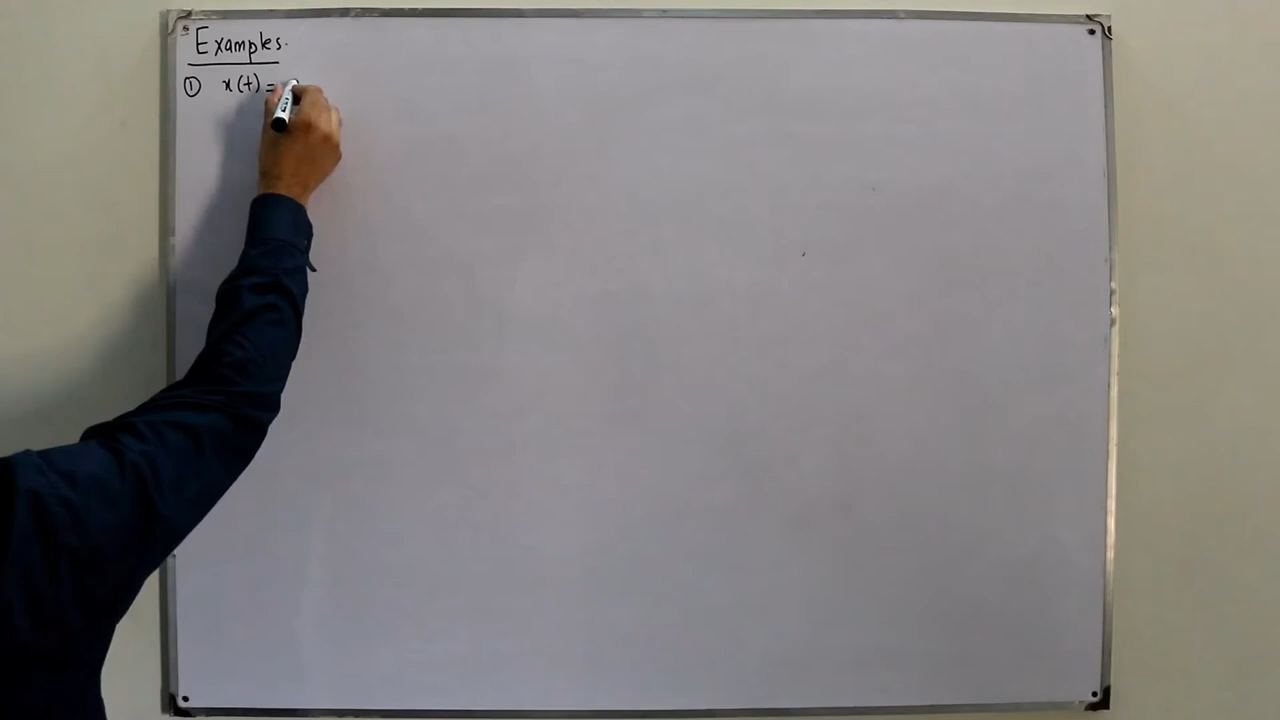 Examples.
① x(t) =